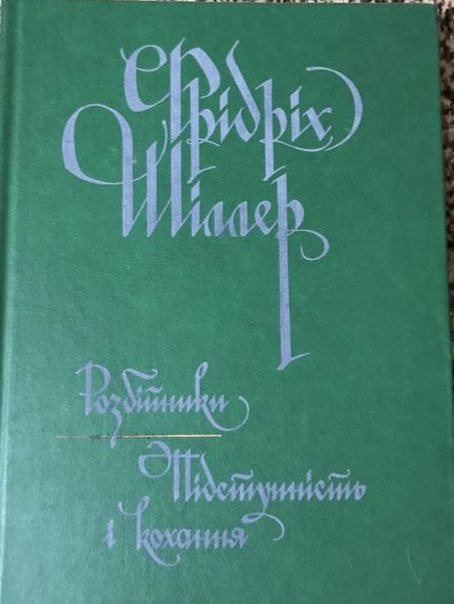 Фрідріх
Шіллер
Розбійники
Підступність
і кохання